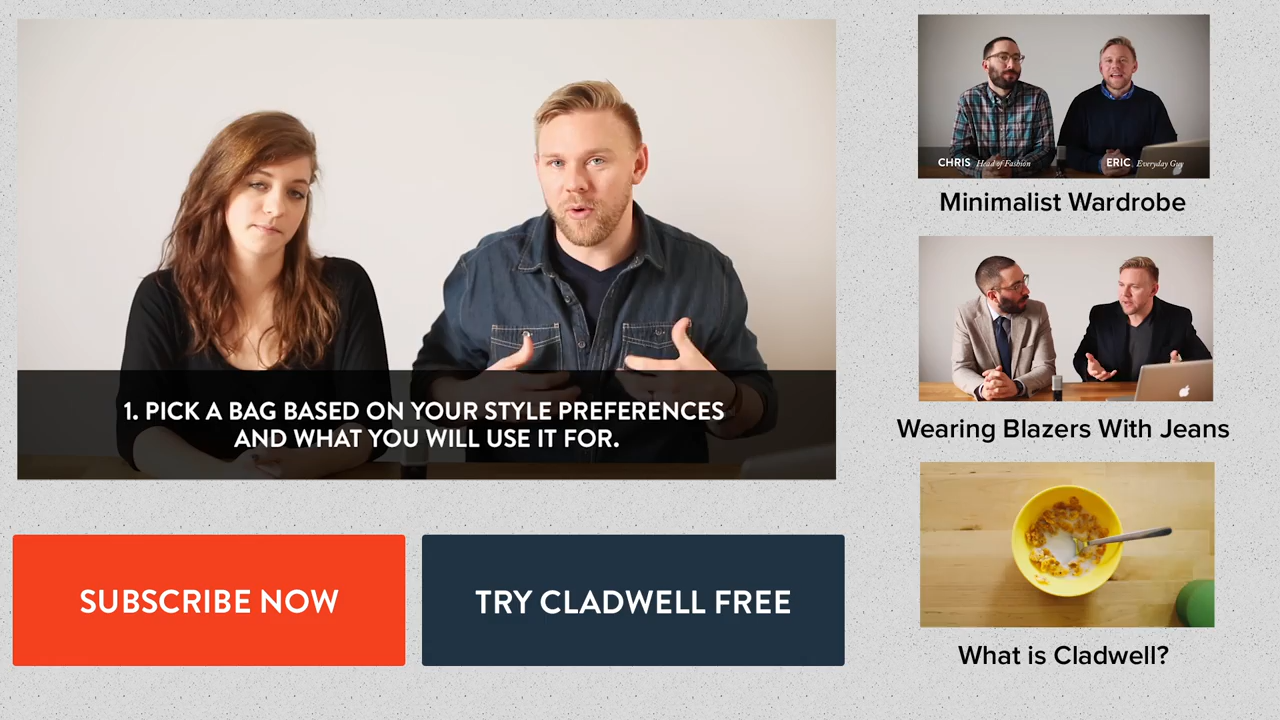 1. PICK A BAG BASED ON YOUR STYLE PREFERENCES
AND WHAT YOU WILL USE IT FOR.
SUBSCRIBE NOW
TRY CLADWELL FREE
CHRIS Head of Fashion
ERIC Everyday Guy
Minimalist Wardrobe
Wearing Blazers With Jeans
What is Cladwell?